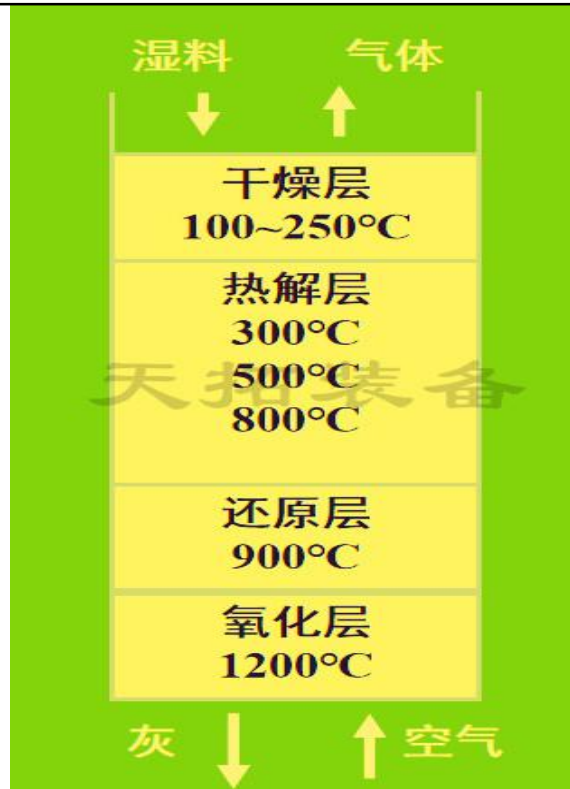 湿料 气体
干燥层
100~250°C
热解层
300°C
500°C
800°C
天拓装备
还原层
900°C
氧化层
1200°C
灰 空气